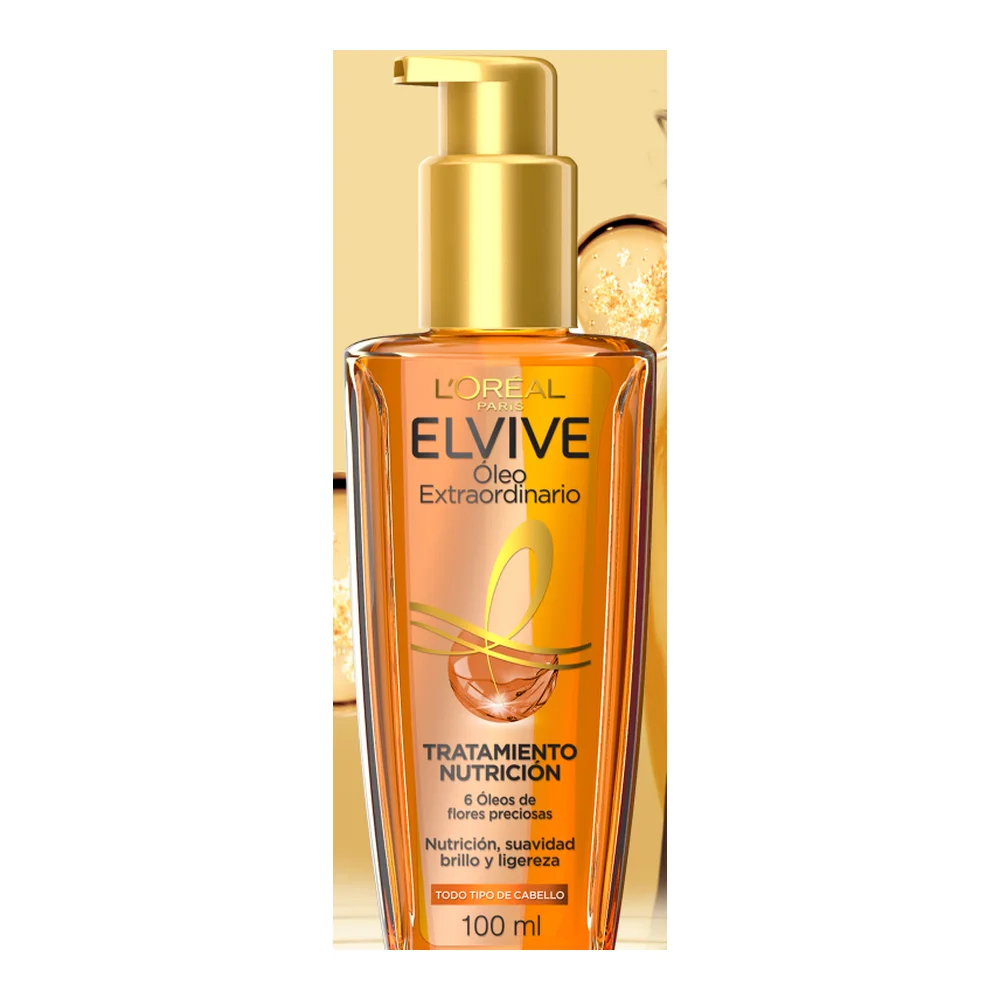 L'ORÉAL
PARiS
ELVIVE
Óleo
Extraordinario
TRATAMIENTO
NUTRICIÓN
6 Óleos de
flores preciosas
Nutrición, suavidad
brillo y ligereza
TODO TIPO DE CABELLO
100 ml